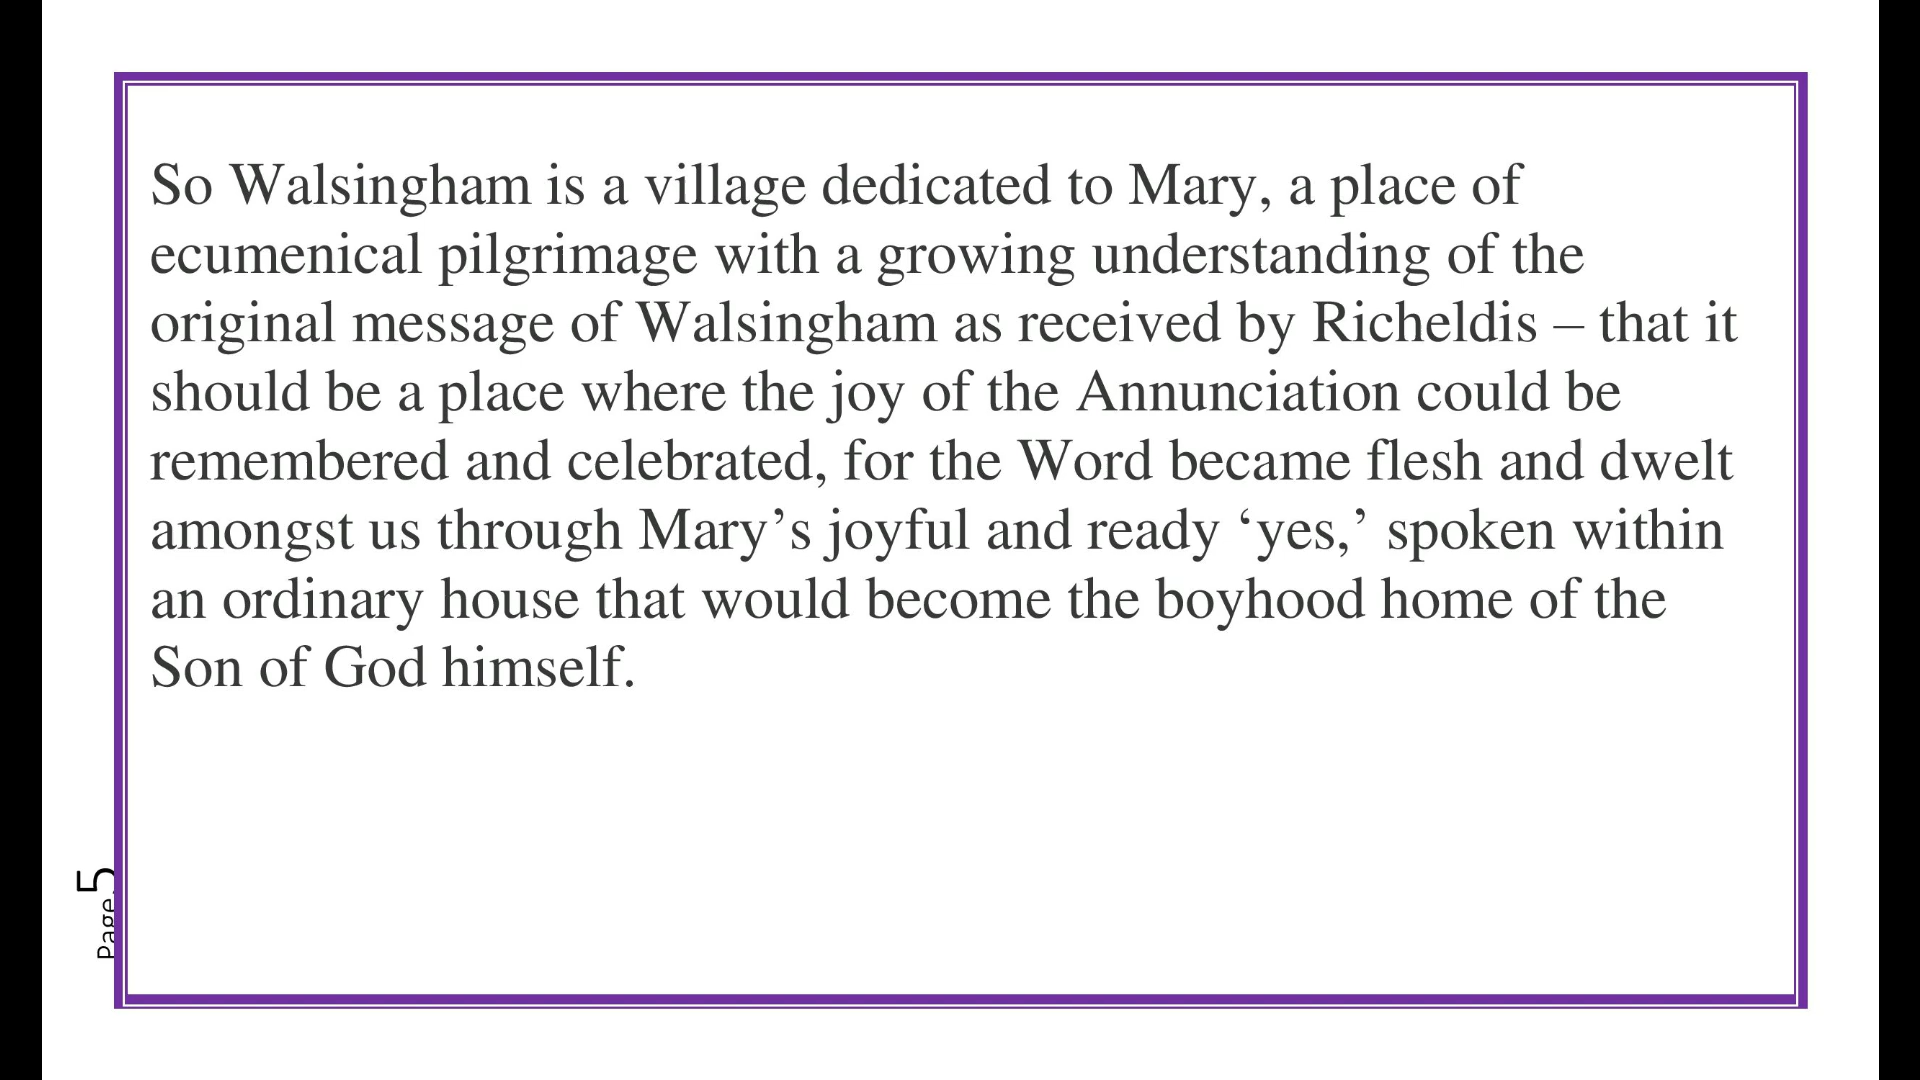 So Walsingham is a village dedicated to Mary, a place of
ecumenical pilgrimage with a growing understanding of the
original message of Walsingham as received by Richeldis – that it
should be a place where the joy of the Annunciation could be
remembered and celebrated, for the Word became flesh and dwelt
amongst us through Mary’s joyful and ready ‘yes,’ spoken within
an ordinary house that would become the boyhood home of the
Son of God himself.
Page 5